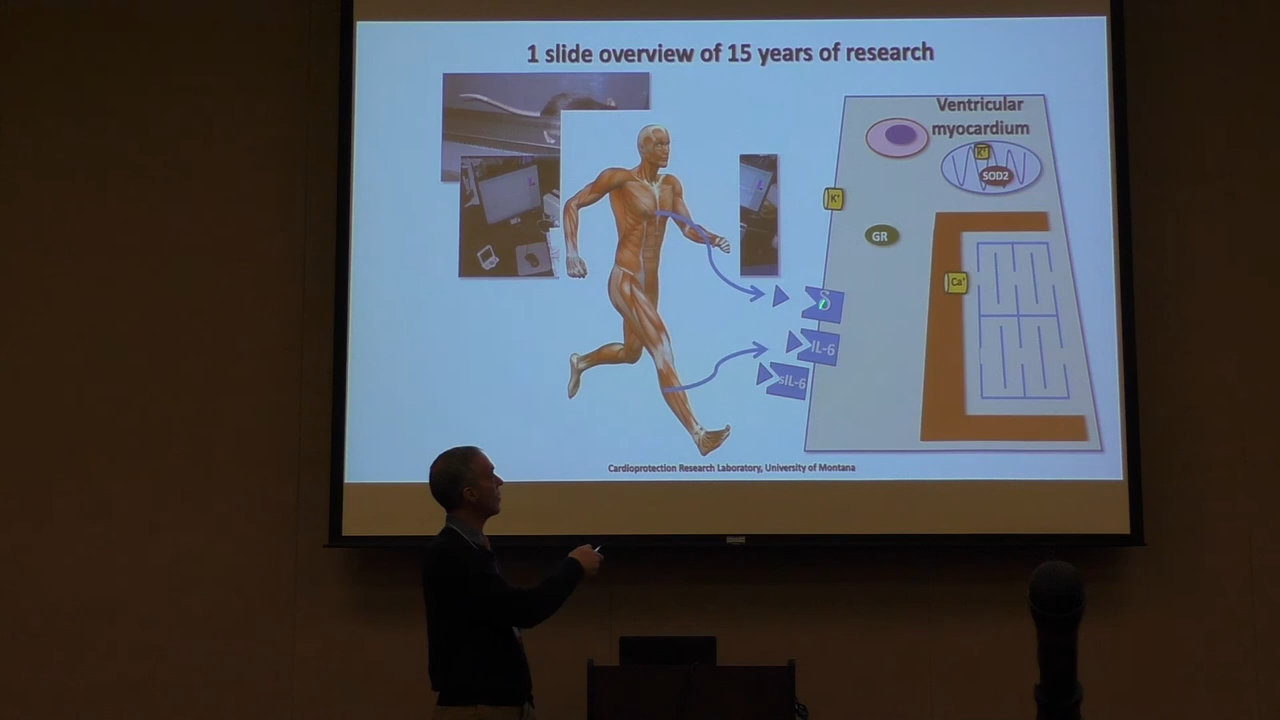 1 slide overview of 15 years of research
Ventricular
myocardium
K⁺
SOD2
K⁺
GR
Ca⁺
δ
IL-6
sIL-6
Cardioprotection Research Laboratory, University of Montana